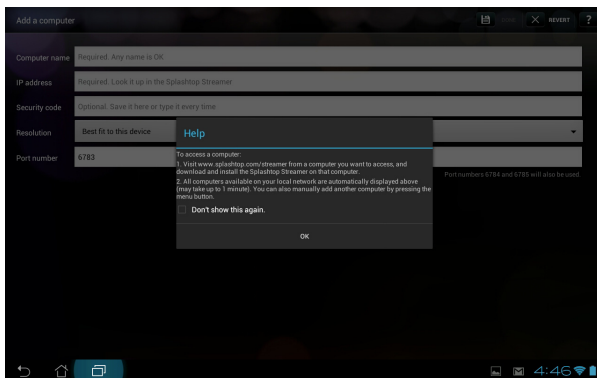 Add a computer
REVERT ?
Computer name Required. Any name is OK
IP address Required. Look it up in the Splashtop Streamer
Security code Optional. Save it here or type it every time
Resolution Best fit to this device
Port number 6783
Port numbers 6784 and 6785 will also be used.
Help
To access a computer:
1. Visit www.splashtop.com/streamer from a computer you want to access, and
download and install the Splashtop Streamer on that computer.
2. All computers available on your local network are automatically displayed above
(may take up to 1 minute). You can also manually add another computer by pressing the
menu button.
Don't show this again.
OK
4:46